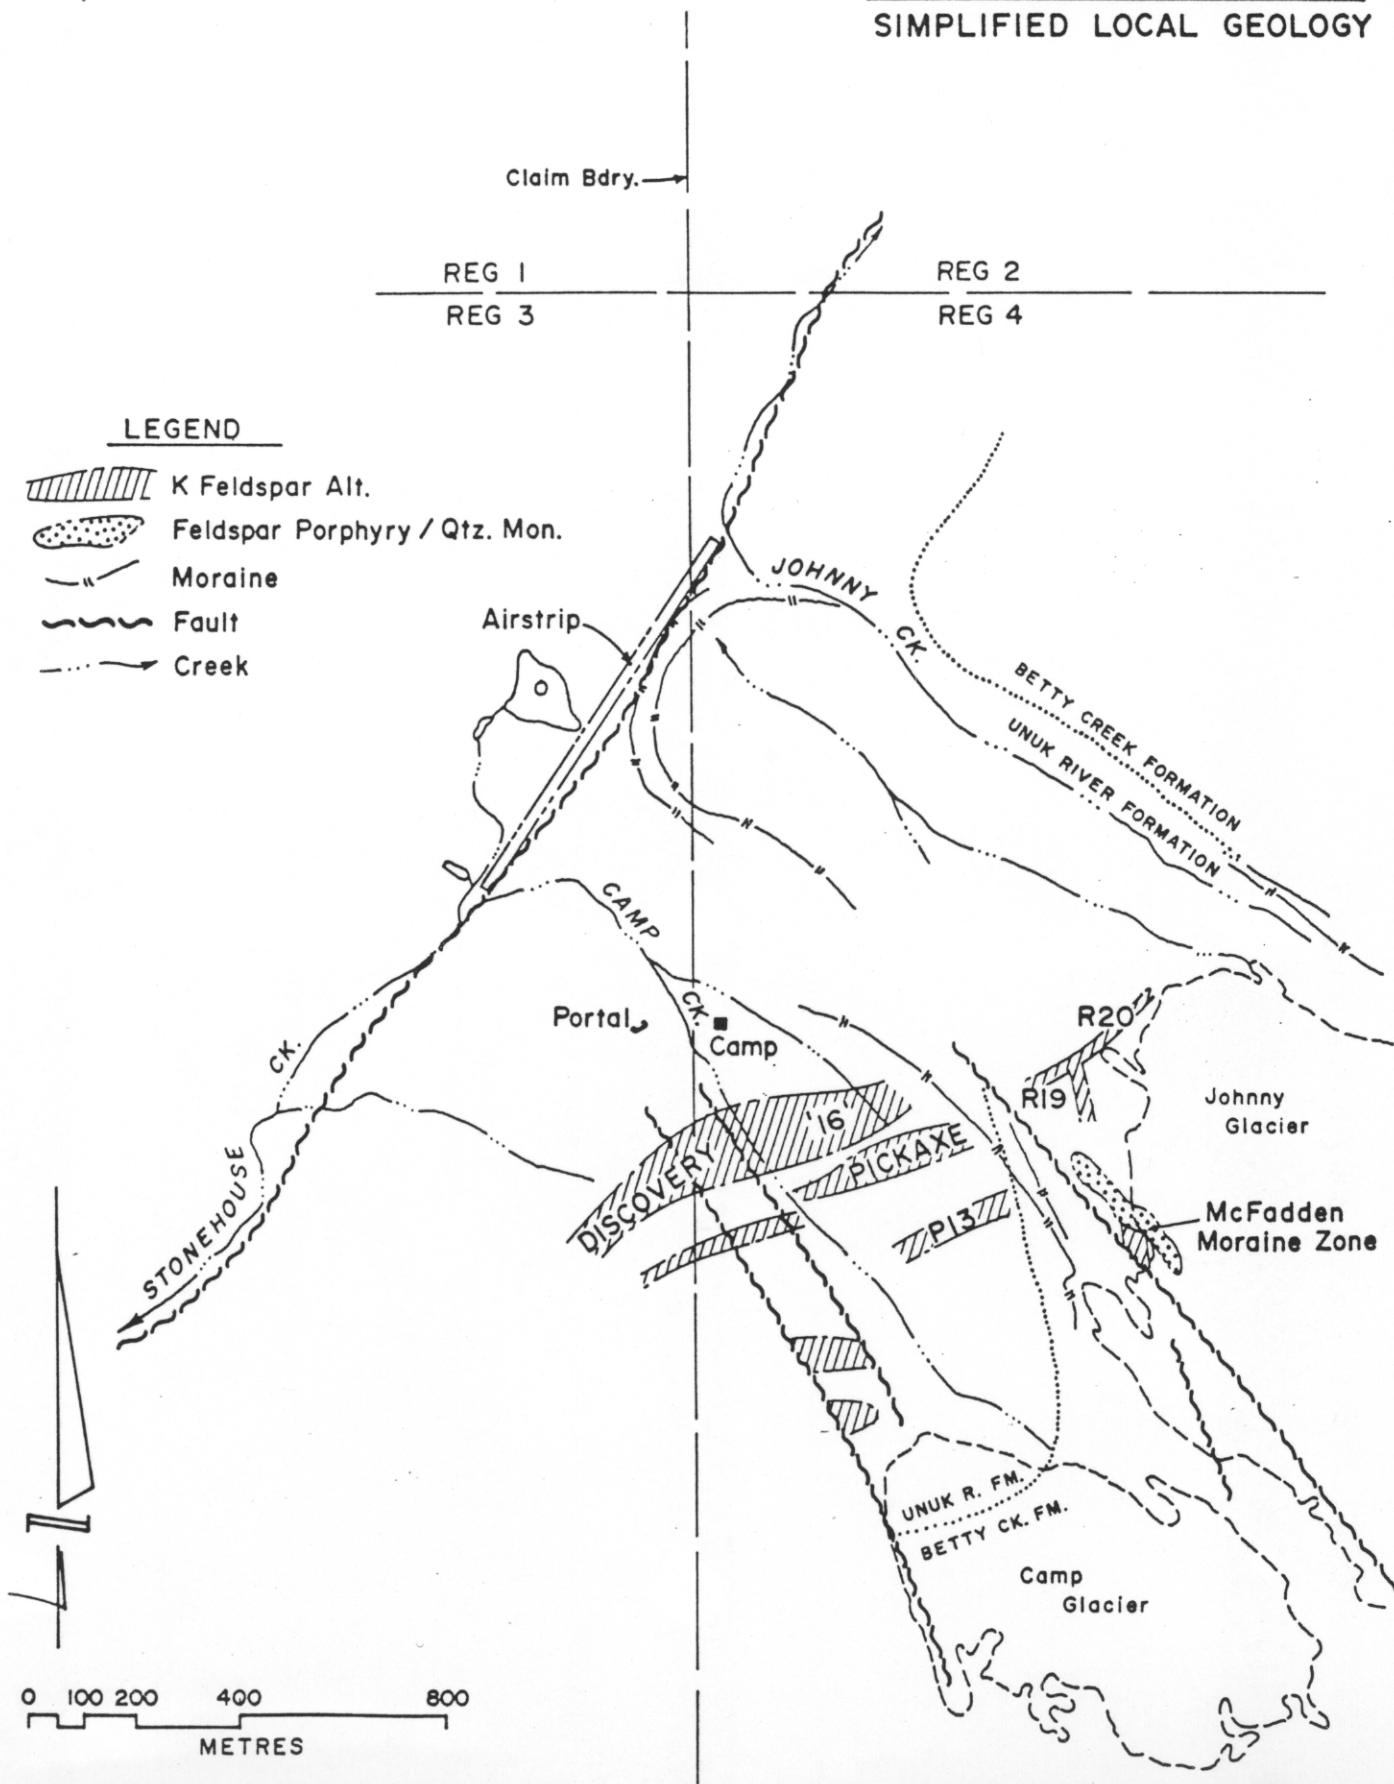 SIMPLIFIED LOCAL GEOLOGY
Claim Bdry.
REG 1
REG 2
REG 3
REG 4
LEGEND
K Feldspar Alt.
Feldspar Porphyry / Qtz. Mon.
Moraine
Fault
Creek
Airstrip
JOHNNY
CK.
BETTY CREEK FORMATION
UNUK RIVER FORMATION
CAMP
CK.
Portal
Camp
R20
R19
Johnny
Glacier
'16
PICKAXE
DISCOVERY
P13
McFadden
Moraine Zone
CK.
STONEHOUSE
UNUK R. FM.
BETTY CK. FM.
Camp
Glacier
N
0 100 200 400 800
METRES